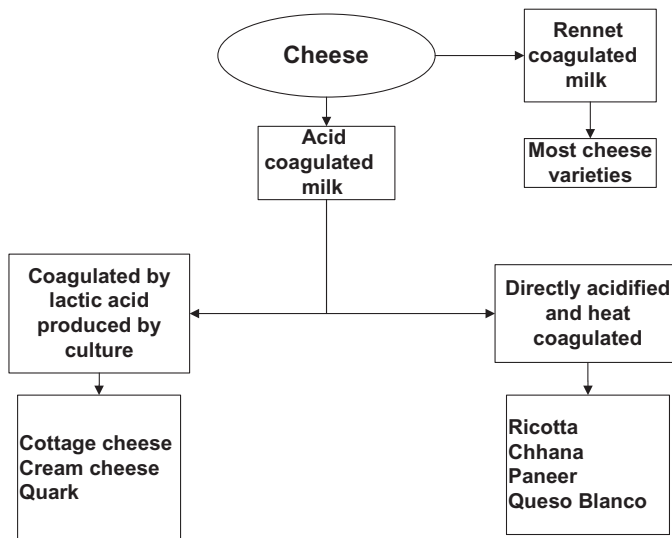 Cheese
Rennet
coagulated
milk
Most cheese
varieties
Acid
coagulated
milk
Coagulated by
lactic acid
produced by
culture
Directly acidified
and heat
coagulated
Cottage cheese
Cream cheese
Quark
Ricotta
Chhana
Paneer
Queso Blanco